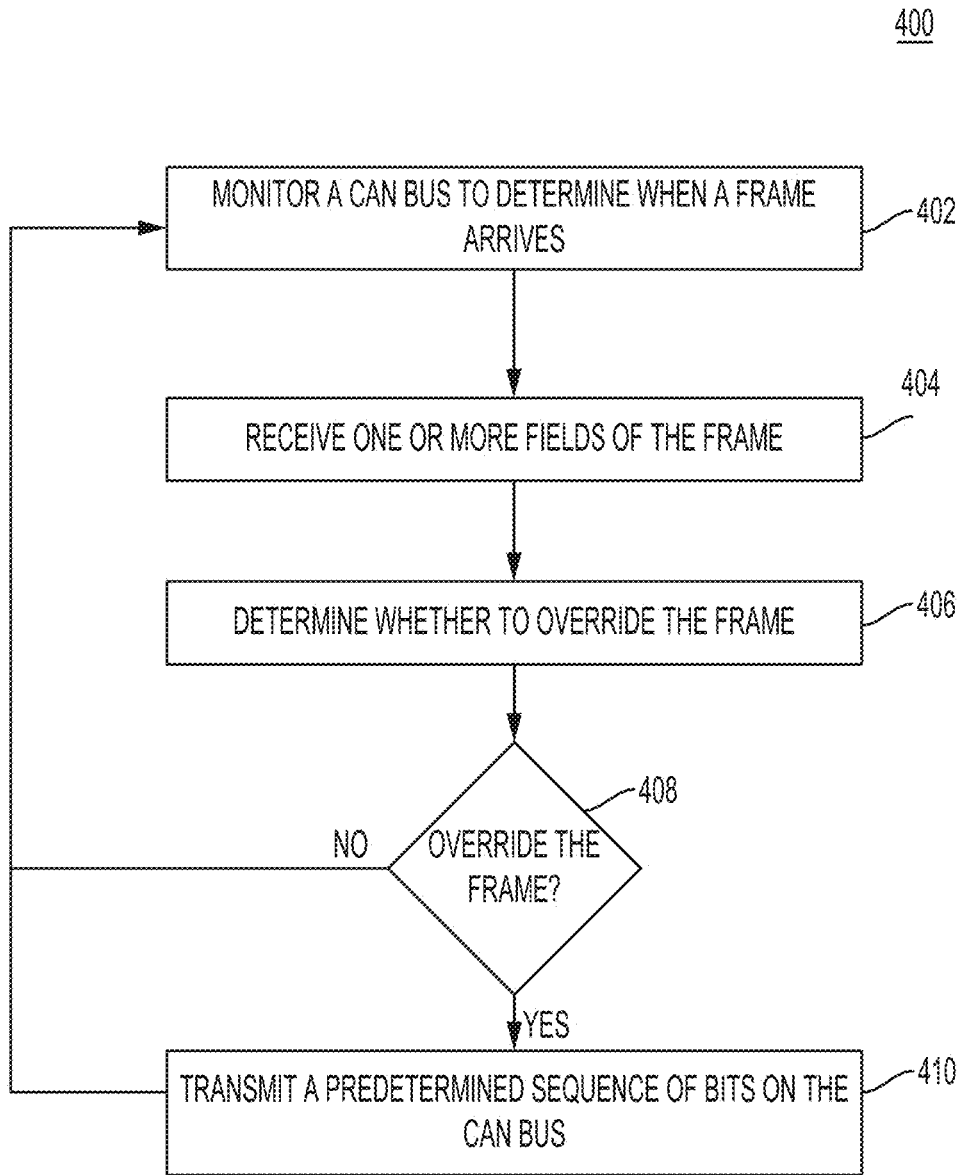 400
MONITOR A CAN BUS TO DETERMINE WHEN A FRAME
ARRIVES
402
404
RECEIVE ONE OR MORE FIELDS OF THE FRAME
DETERMINE WHETHER TO OVERRIDE THE FRAME
406
408
NO
OVERRIDE THE
FRAME?
YES
TRANSMIT A PREDETERMINED SEQUENCE OF BITS ON THE
CAN BUS
410